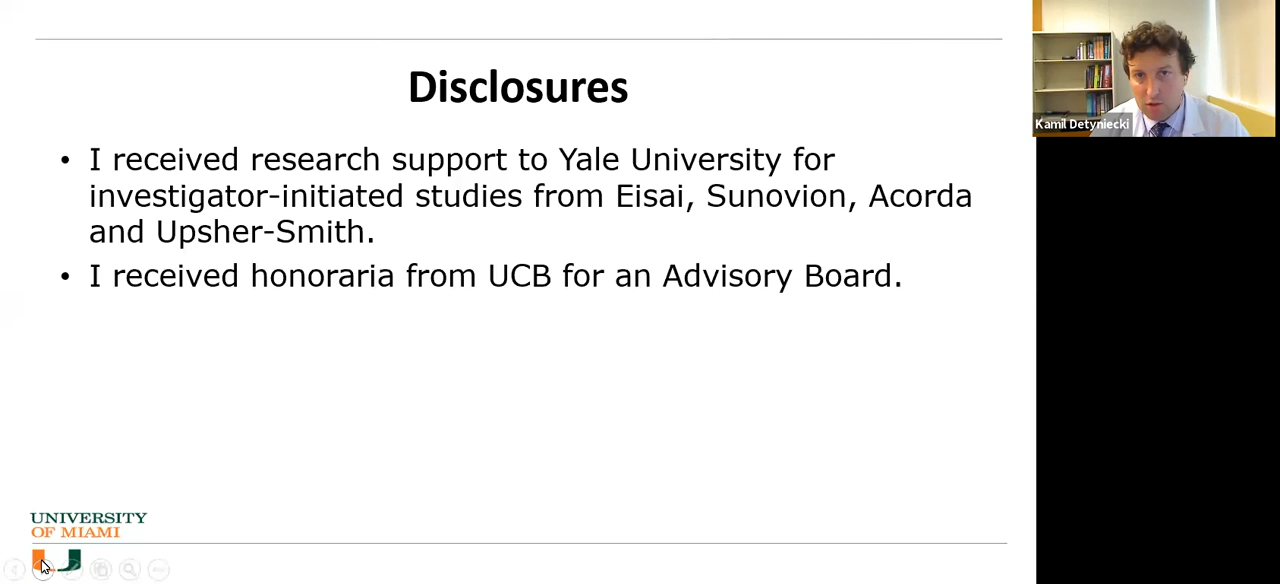 Disclosures
• I received research support to Yale University for
investigator-initiated studies from Eisai, Sunovion, Acorda
and Upsher-Smith.
• I received honoraria from UCB for an Advisory Board.
Kamil Detyniecki
UNIVERSITY
OF MIAMI